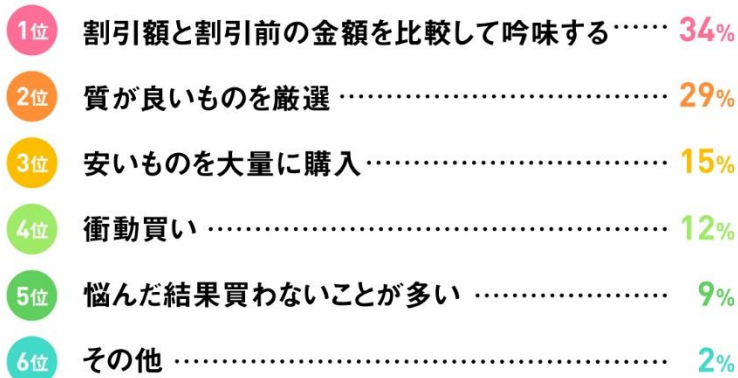 1位 割引額と割引前の金額を比較して吟味する…… 34%
2位 質が良いものを厳選 ………………………… 29%
3位 安いものを大量に購入……………………… 15%
4位 衝動買い …………………………………… 12%
5位 悩んだ結果買わないことが多い ……………… 9%
6位 その他 ……………………………………… 2%